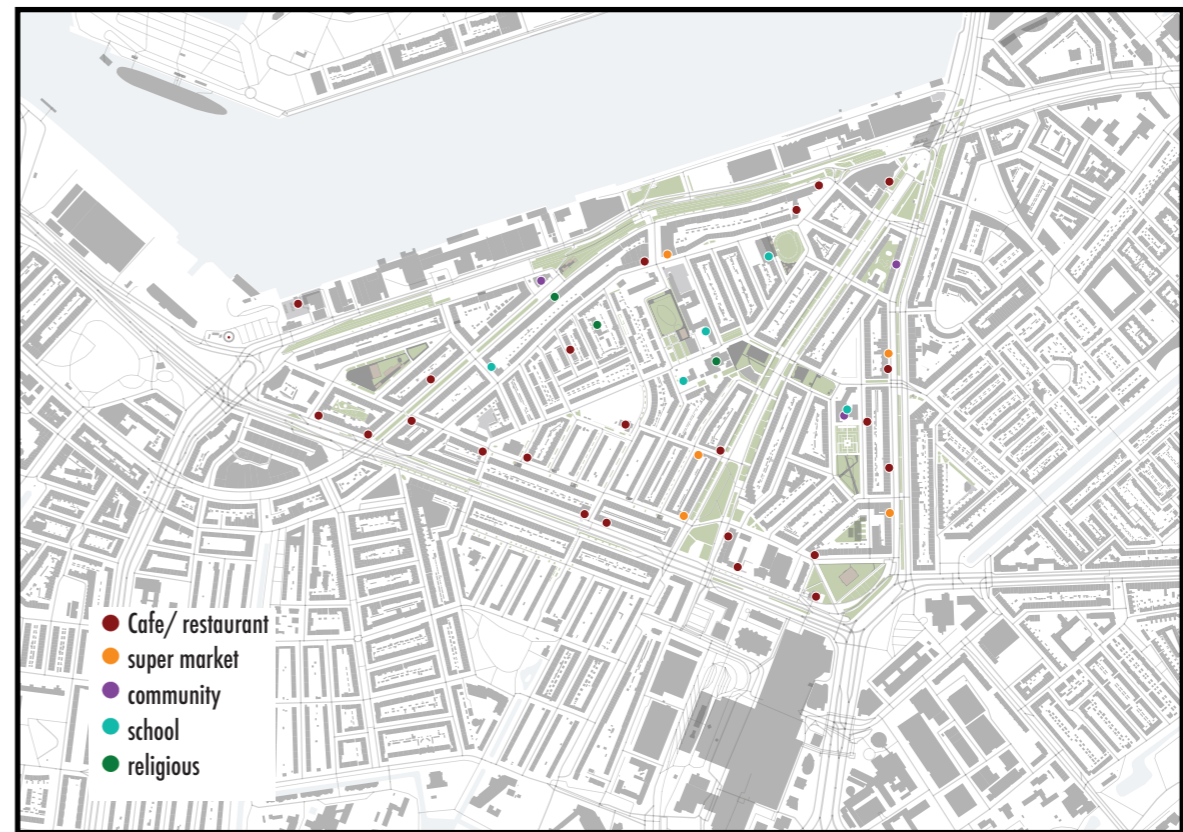 Cafe/ restaurant
super market
community
school
religious